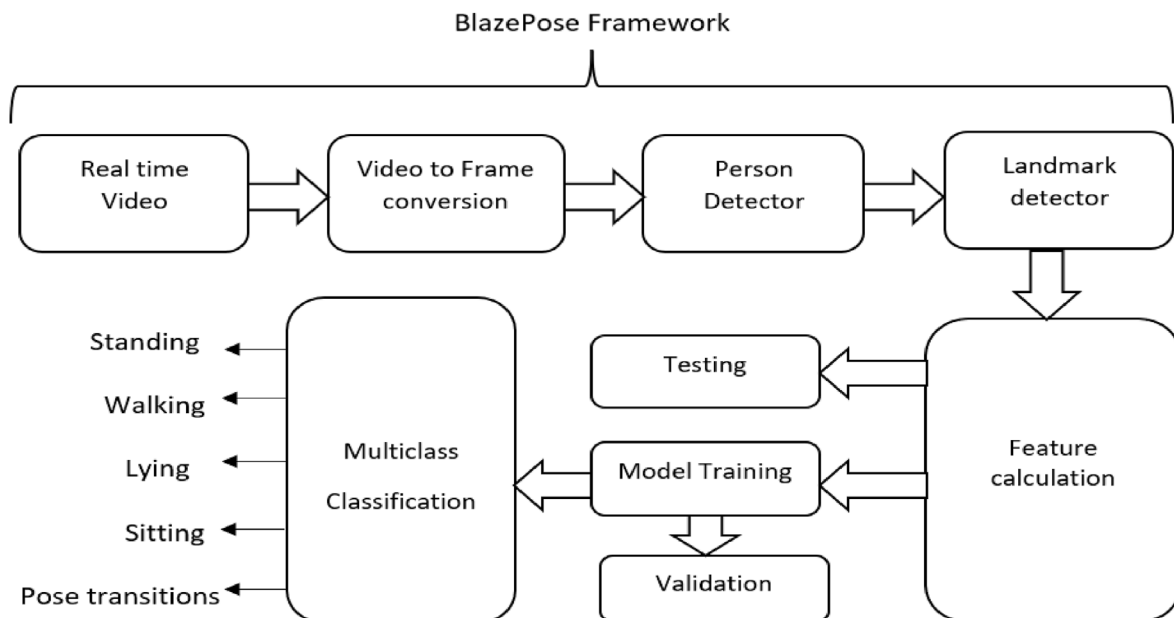 BlazePose Framework
Real time
Video
Video to Frame
conversion
Person
Detector
Landmark
detector
Standing
Walking
Lying
Sitting
Pose transitions
Multiclass
Classification
Testing
Model Training
Validation
Feature
calculation